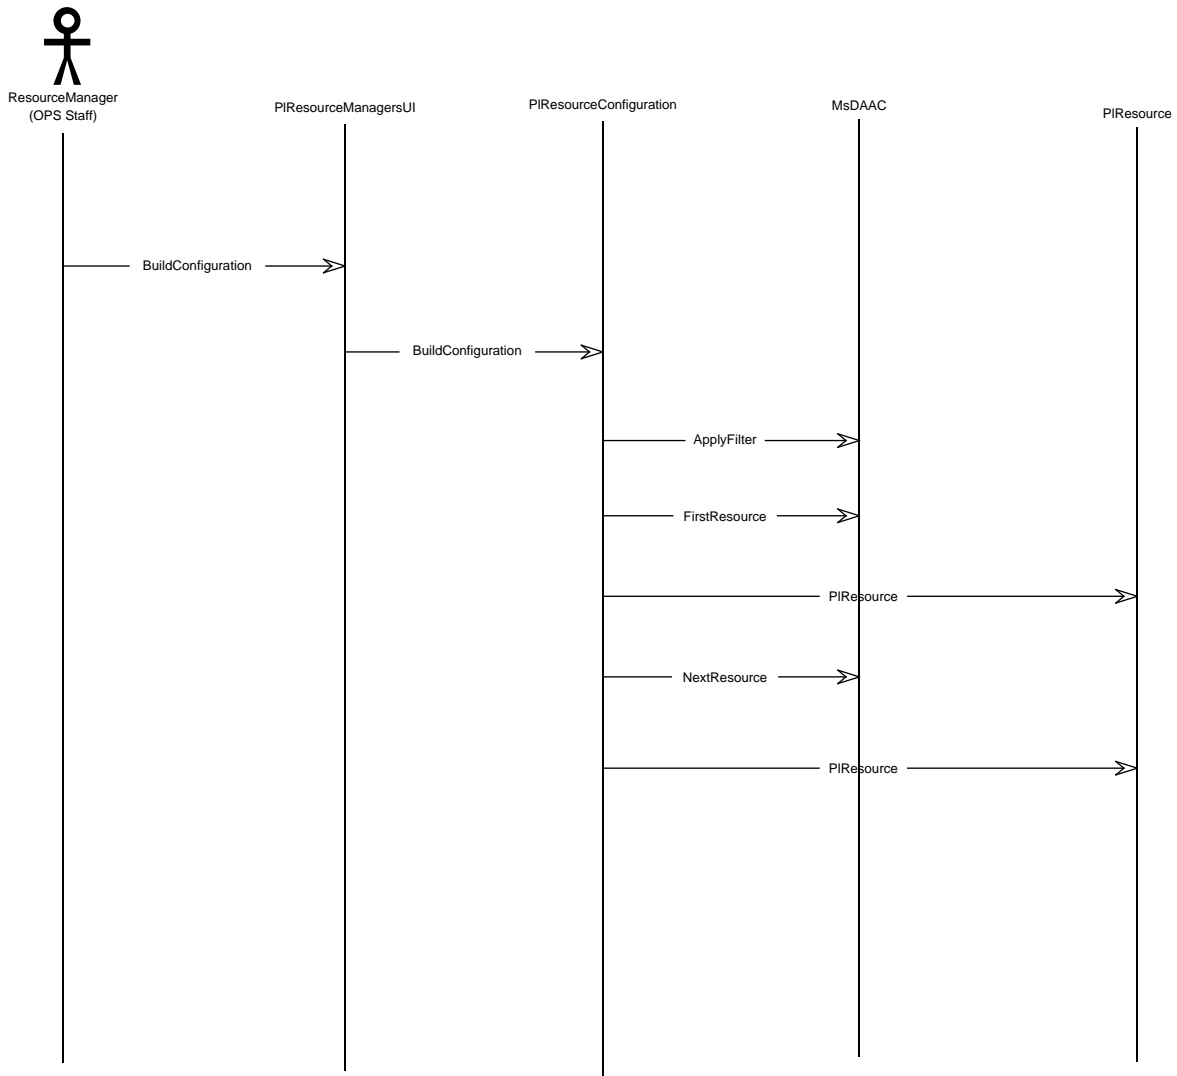 ResourceManager
(OPS Staff)
PlResourceManagersUI
PlResourceConfiguration
MsDAAC
PlResource
BuildConfiguration
BuildConfiguration
ApplyFilter
FirstResource
PlResource
NextResource
PlResource